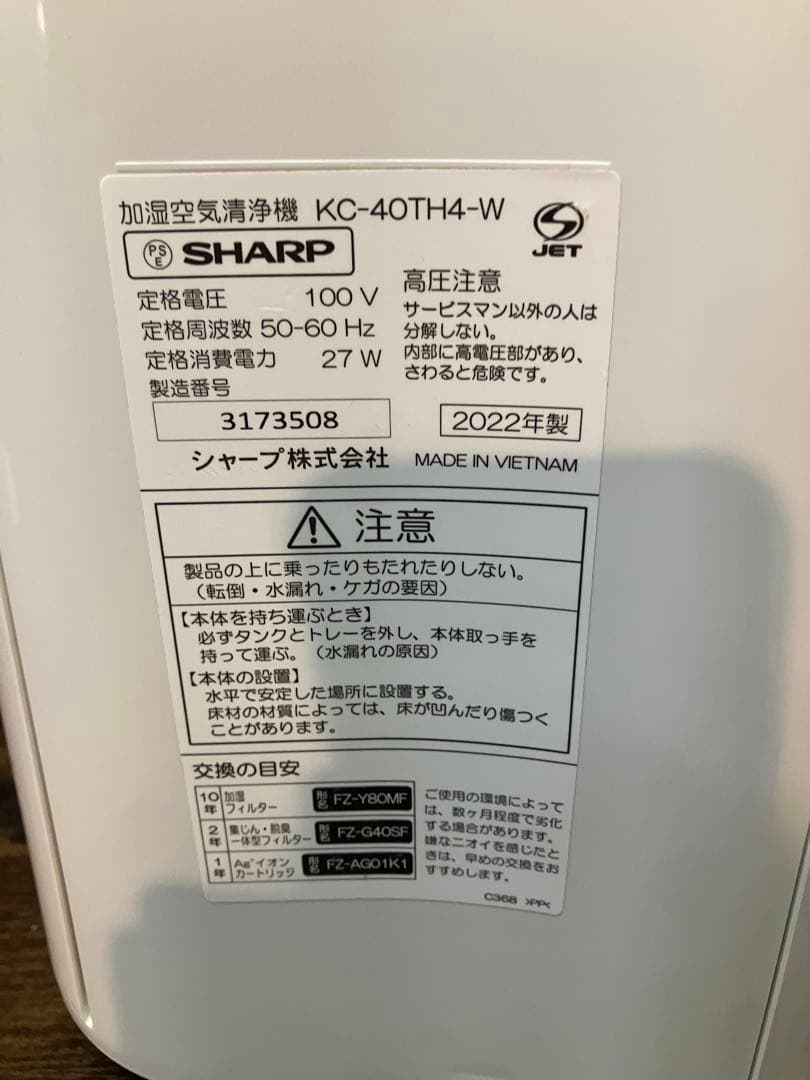 加湿空気清浄機 KC-40TH4-W
PS
E
SHARP
JET
定格電圧 100 V
定格周波数 50-60 Hz
定格消費電力 27 W
製造番号
3173508
高圧注意
サービスマン以外の人は
分解しない。
内部に高電圧部があり、
さわると危険です。
2022年製
シャープ株式会社 MADE IN VIETNAM
注意
製品の上に乗ったりもたれたりしない。
（転倒・水漏れ・ケガの要因）
【本体を持ち運ぶとき】
必ずタンクとトレーを外し、本体取っ手を
持って運ぶ。（水漏れの原因）
【本体の設置】
水平で安定した場所に設置する。
床材の材質によっては、床が凹んだり傷つく
ことがあります。
交換の目安
10年 加湿フィルター 形名 FZ-Y80MF
2年 集じん・脱臭一体型フィルター 形名 FZ-G40SF
1年 Ag⁺イオンカートリッジ 形名 FZ-AG01K1
ご使用の環境によって
は、数ヶ月程度で劣化
する場合があります。
嫌なニオイを感じたと
きは、早めの交換をお
すすめします。
C368 >PP<